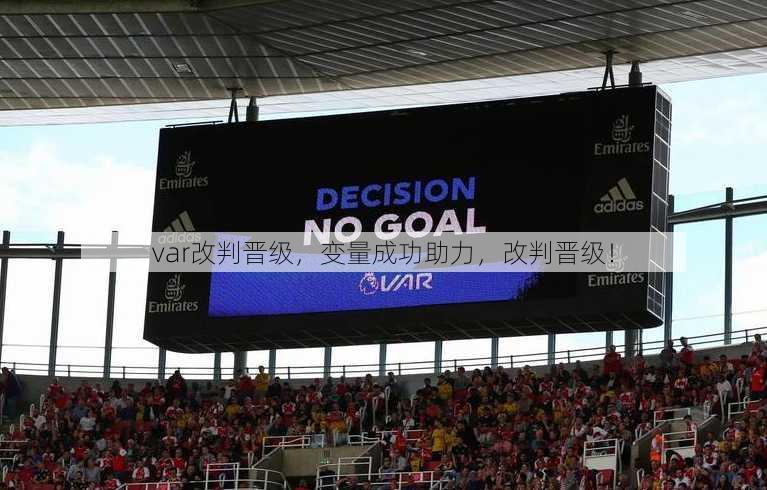 Emirates
adidas
Emirates
DECISION
NO GOAL
VAR
Emirates
adidas
Emirates
var改判晋级，变量成功助力，改判晋级！